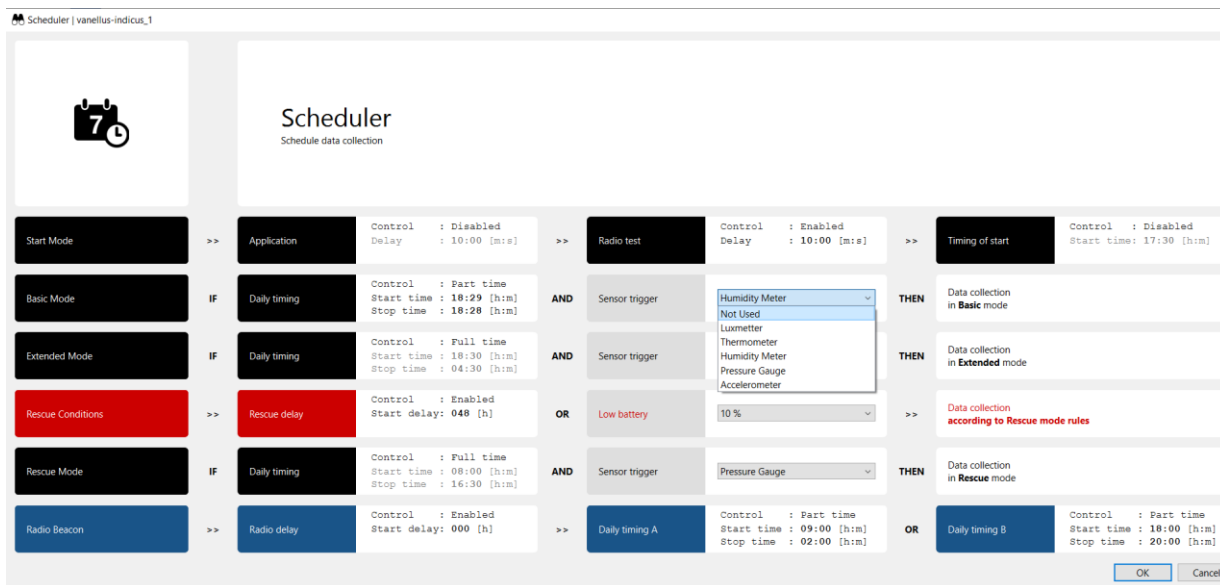 Scheduler | vanellus-indicus_1
7
Scheduler
Schedule data collection
Start Mode >> Application Control : Disabled
Delay : 10:00 [m:s] >> Radio test Control : Enabled
Delay : 10:00 [m:s] >> Timing of start Control : Disabled
Start time: 17:30 [h:m]
Basic Mode IF Daily timing Control : Part time
Start time : 18:29 [h:m]
Stop time : 18:28 [h:m] AND Sensor trigger Humidity Meter
Not Used
Luxmetter
Thermometer
Humidity Meter
Pressure Gauge
Accelerometer
THEN Data collection
in Basic mode
Extended Mode IF Daily timing Control : Full time
Start time : 18:30 [h:m]
Stop time : 04:30 [h:m] AND Sensor trigger THEN Data collection
in Extended mode
Rescue Conditions >> Rescue delay Control : Enabled
Start delay: 048 [h] OR Low battery 10 % >> Data collection
according to Rescue mode rules
Rescue Mode IF Daily timing Control : Full time
Start time : 08:00 [h:m]
Stop time : 16:30 [h:m] AND Sensor trigger Pressure Gauge THEN Data collection
in Rescue mode
Radio Beacon >> Radio delay Control : Enabled
Start delay: 000 [h] >> Daily timing A Control : Part time
Start time : 09:00 [h:m]
Stop time : 02:00 [h:m] OR Daily timing B Control : Part time
Start time : 18:00 [h:m]
Stop time : 20:00 [h:m]
OK Cancel